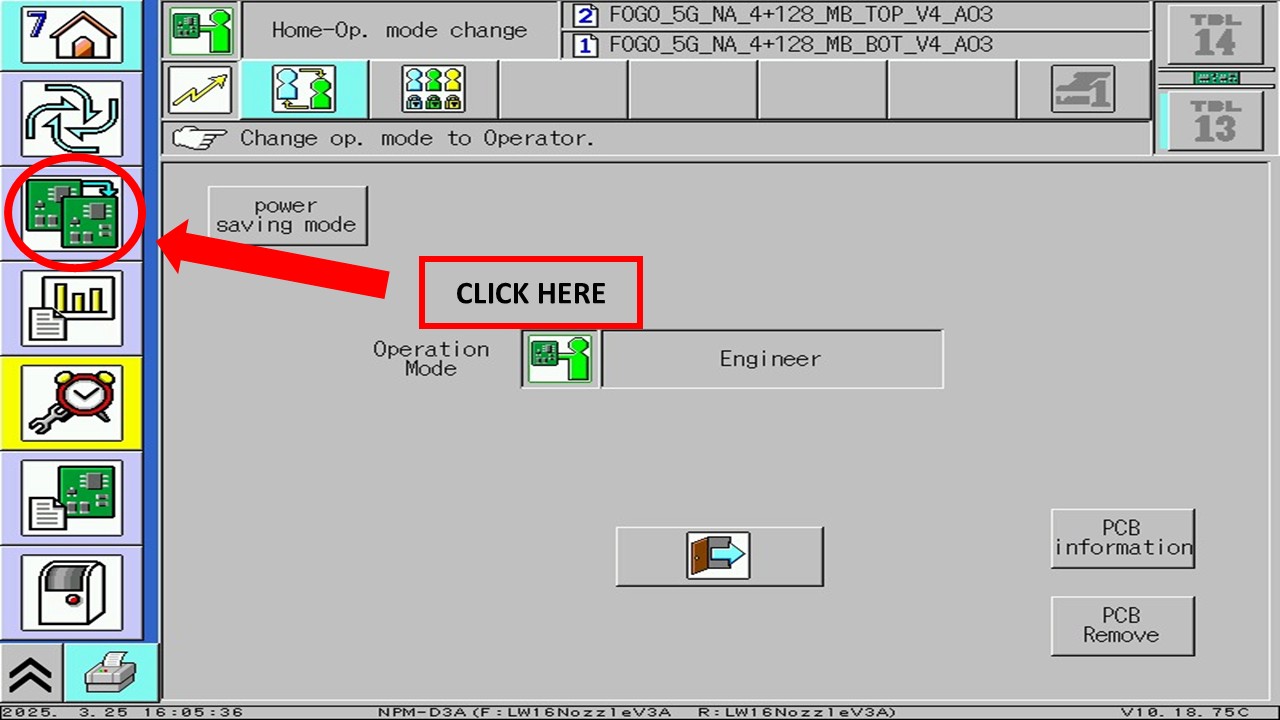 7
Home-Op. mode change
2 FOGO_5G_NA_4+128_MB_TOP_V4_A03
1 FOGO_5G_NA_4+128_MB_BOT_V4_A03
TBL
14
TBL
13
1
Change op. mode to Operator.
power
saving mode
CLICK HERE
Operation
Mode
Engineer
PCB
information
PCB
Remove
2025. 3.25 16:05:36
NPM-D3A(F:LW16NozzleV3A R:LW16NozzleV3A)
V10.18.75C